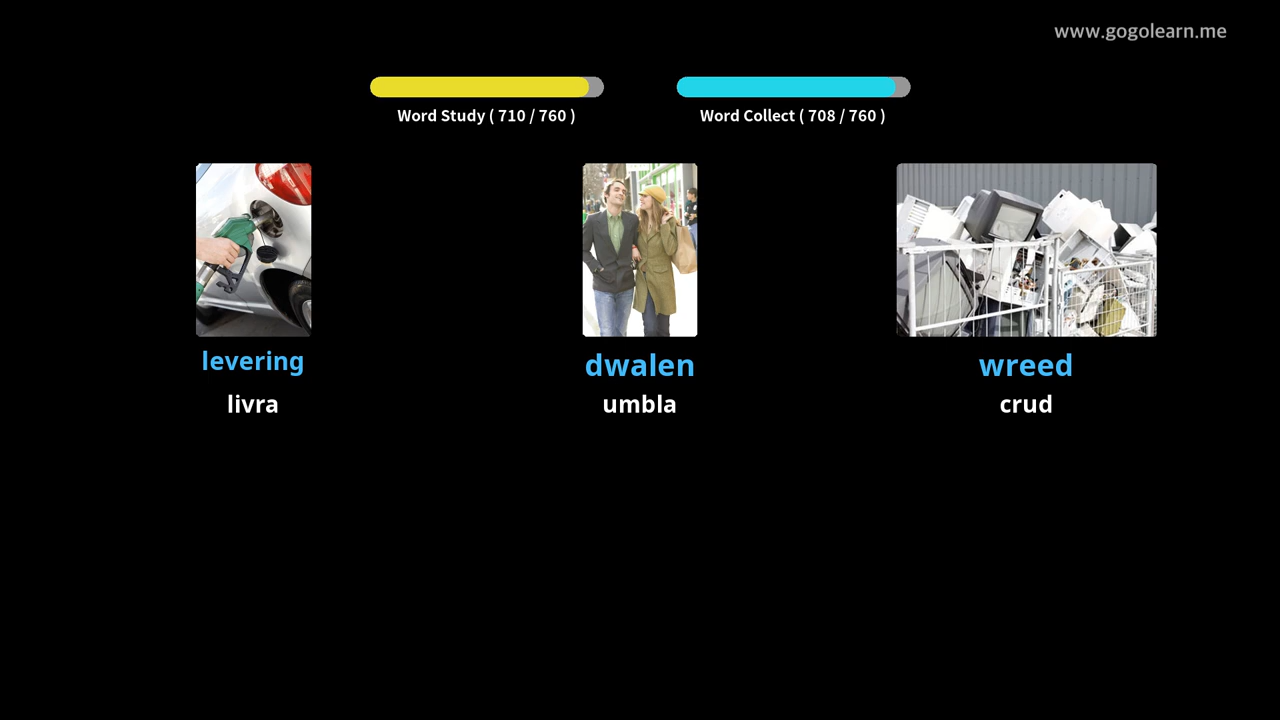 www.gogolearn.me
Word Study ( 710 / 760 )
Word Collect ( 708 / 760 )
levering
dwalen
wreed
livra
umbla
crud